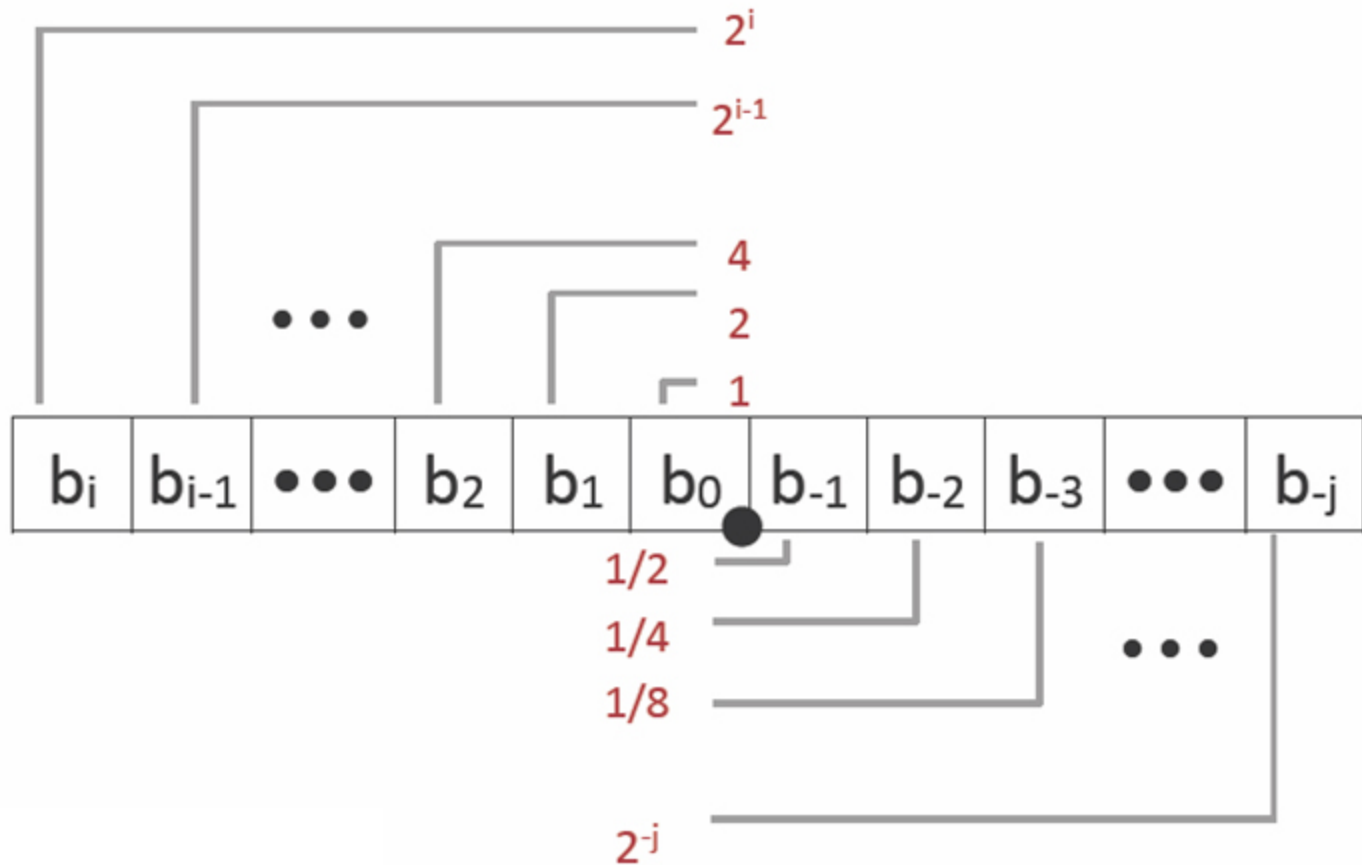 2^i
2^{i-1}
4
2
1
b_i b_{i-1} ••• b_2 b_1 b_0 . b_{-1} b_{-2} b_{-3} ••• b_{-j}
1/2
1/4
1/8
2^{-j}